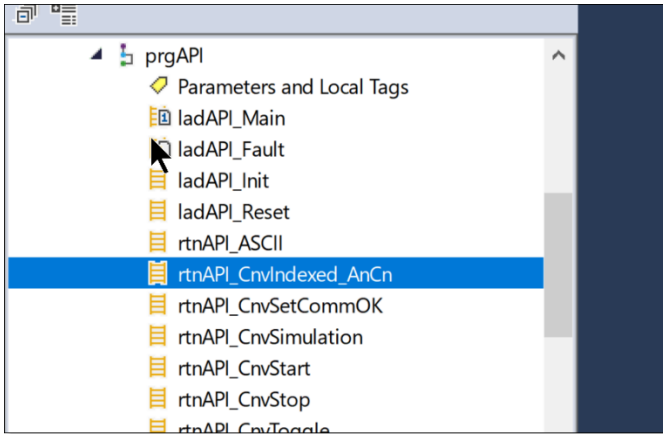 prgAPI
Parameters and Local Tags
ladAPI_Main
ladAPI_Fault
ladAPI_Init
ladAPI_Reset
rtnAPI_ASCII
rtnAPI_CnvIndexed_AnCn
rtnAPI_CnvSetCommOK
rtnAPI_CnvSimulation
rtnAPI_CnvStart
rtnAPI_CnvStop
rtnAPI_CnvToggle